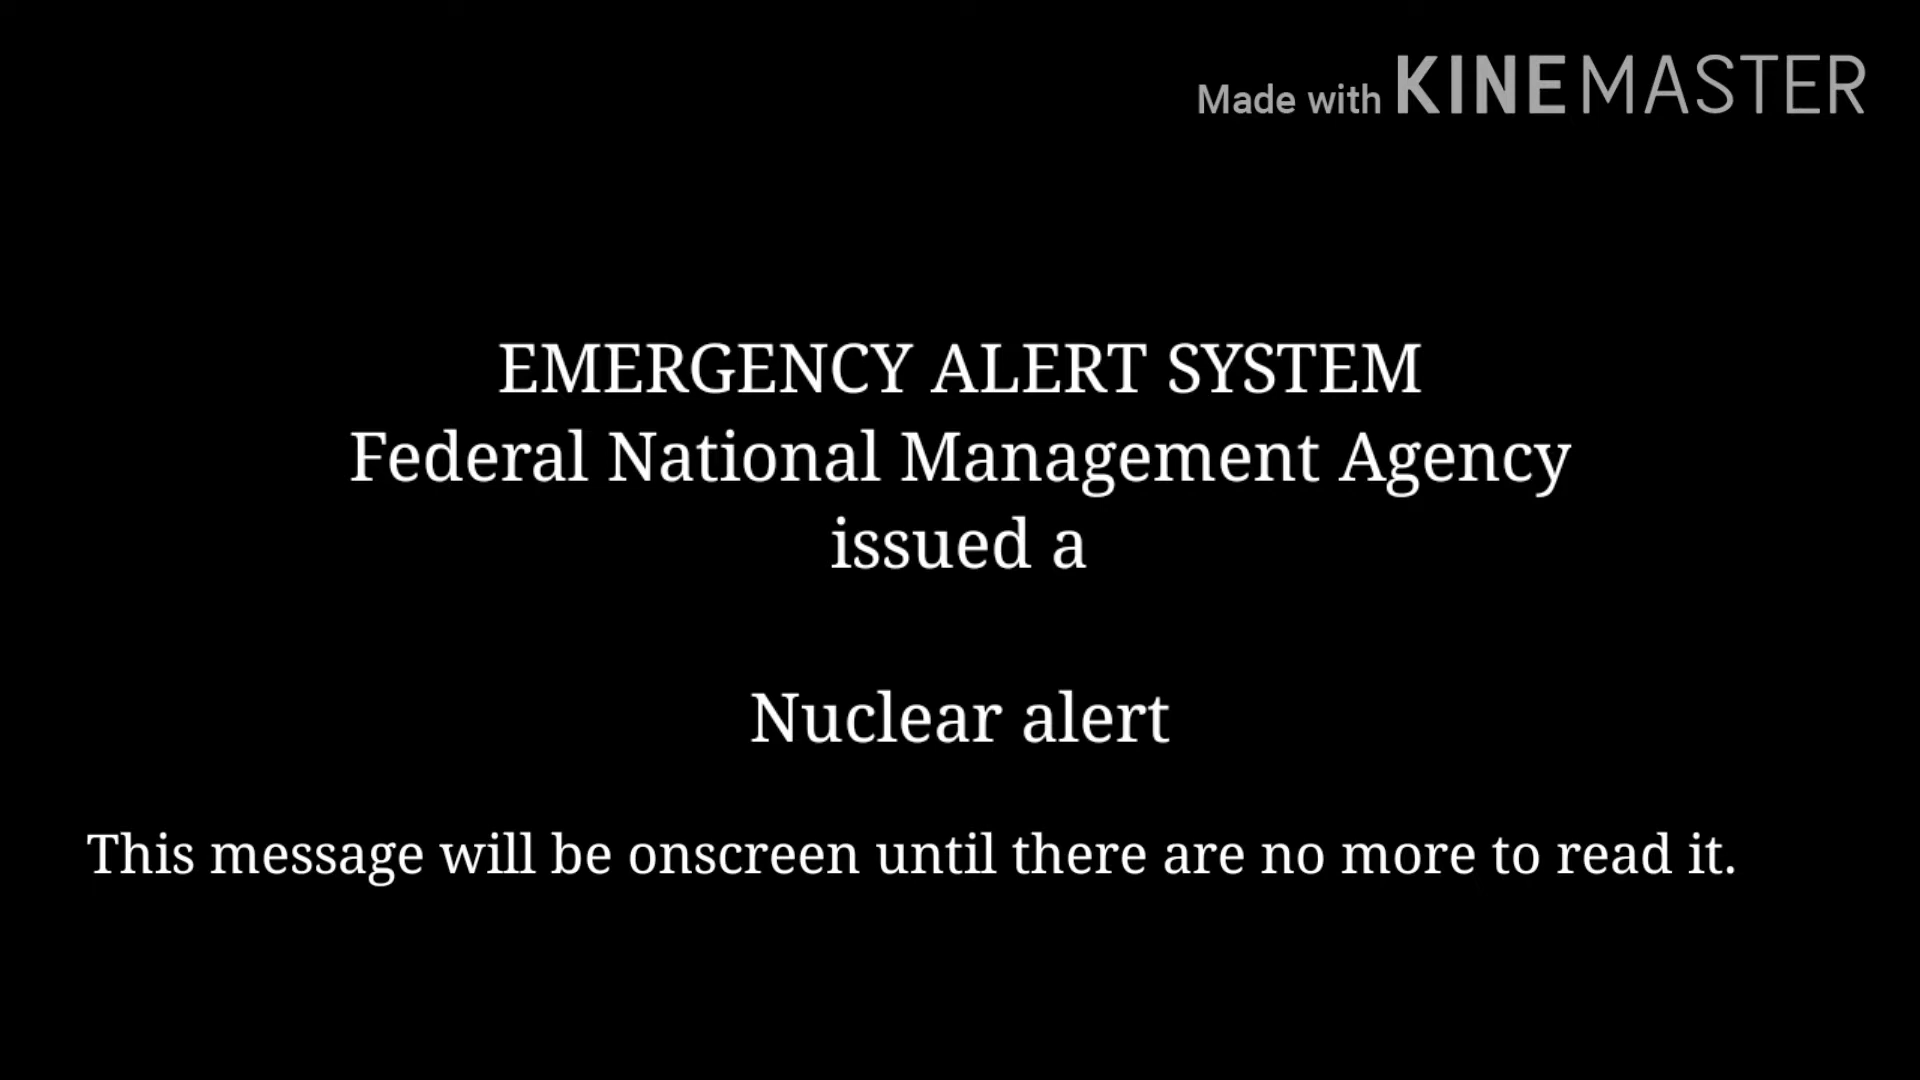 Made with KINEMASTER
EMERGENCY ALERT SYSTEM
Federal National Management Agency
issued a
Nuclear alert
This message will be onscreen until there are no more to read it.